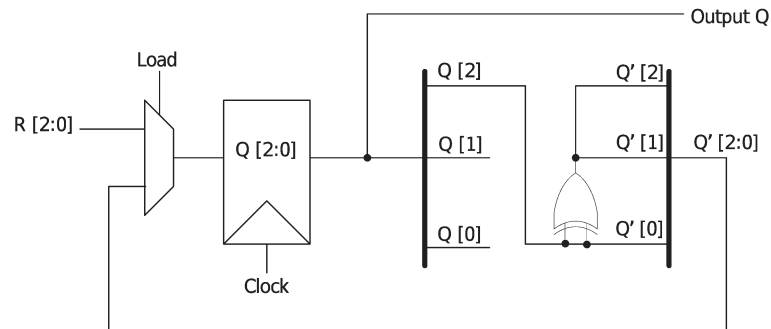 Output Q
Load
R [2:0]
Q [2:0]
Clock
Q [2]
Q [1]
Q [0]
Q' [2]
Q' [1]
Q' [0]
Q' [2:0]